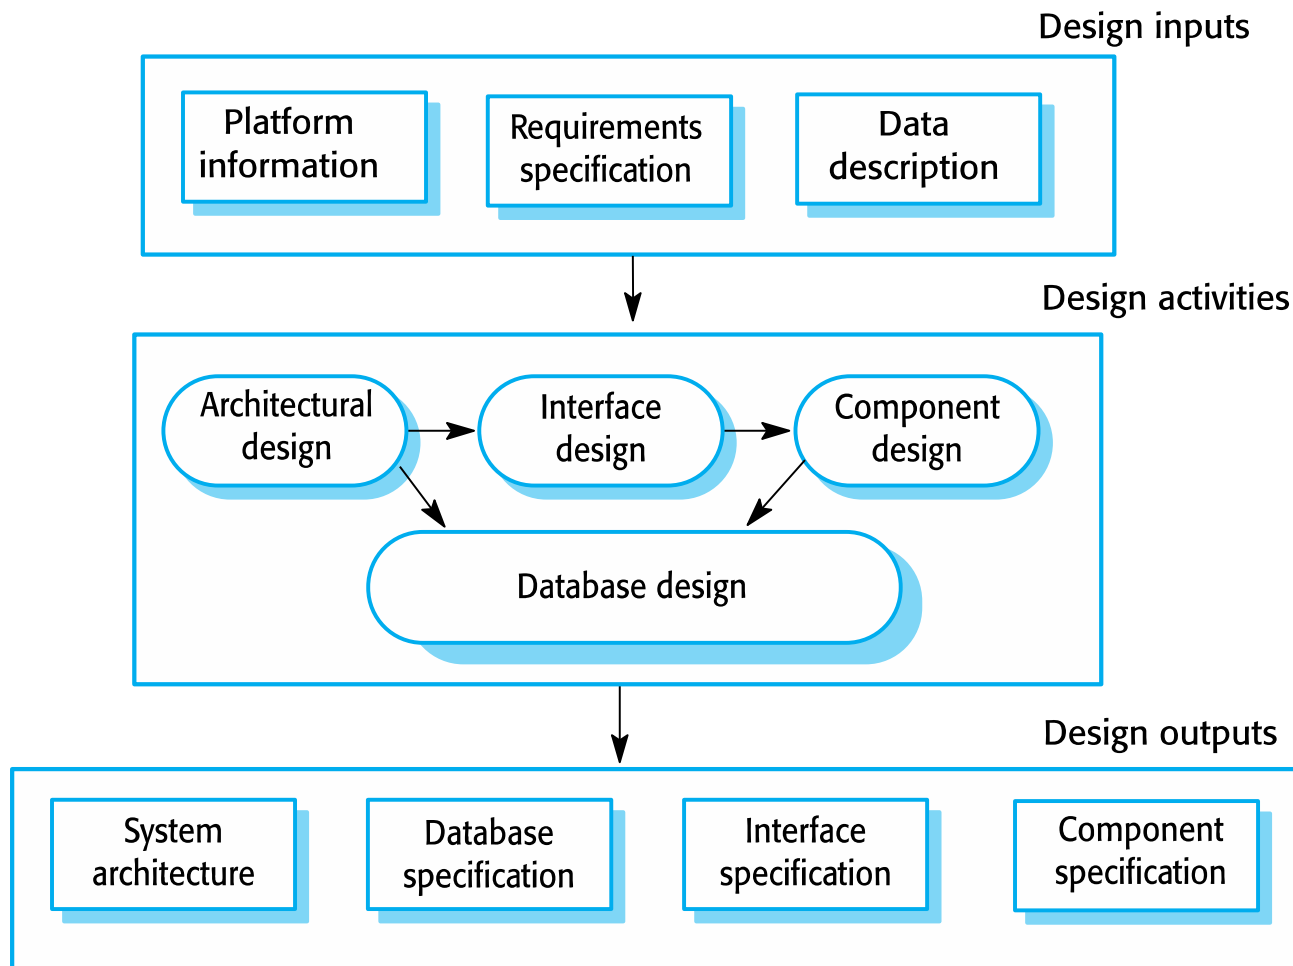 Design inputs
Platform
information
Requirements
specification
Data
description
Design activities
Architectural
design
Interface
design
Component
design
Database design
Design outputs
System
architecture
Database
specification
Interface
specification
Component
specification